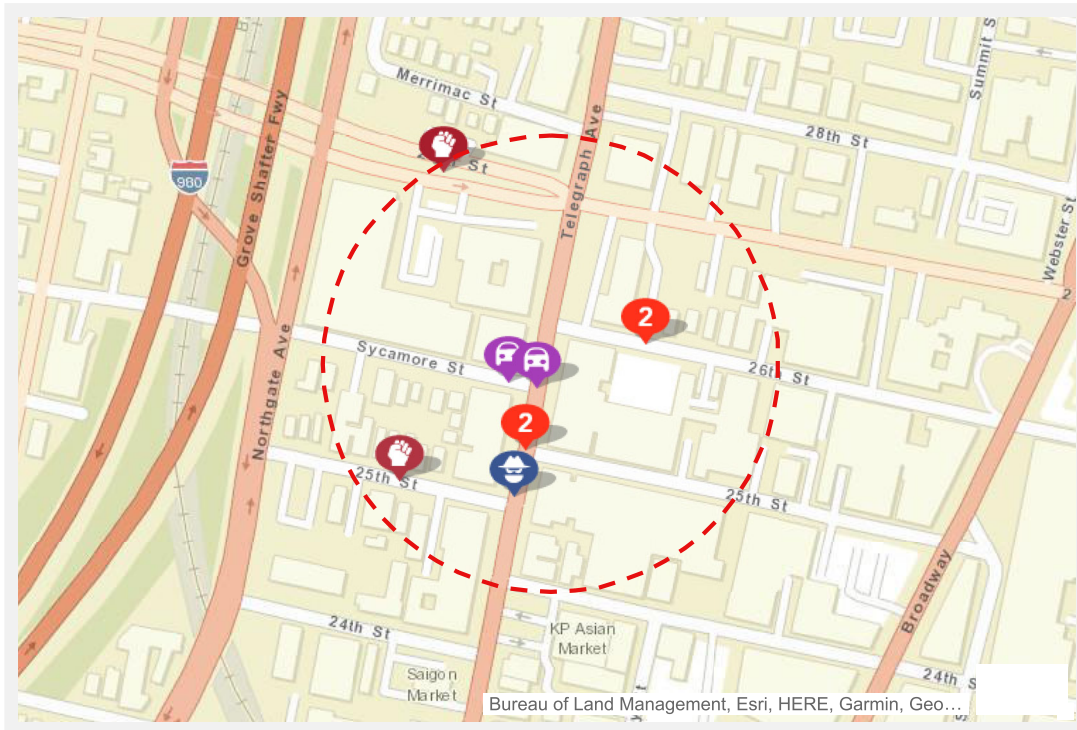 Merrimac St
Summit S
28th St
Telegraph Ave
St
980
Grove Shafter Fwy
Webster St
2
2
Sycamore St
26th St
Northgate Ave
2
25th St
25th St
Broadway
24th St
KP Asian
Market
24th S
Saigon
Market
Bureau of Land Management, Esri, HERE, Garmin, Geo…